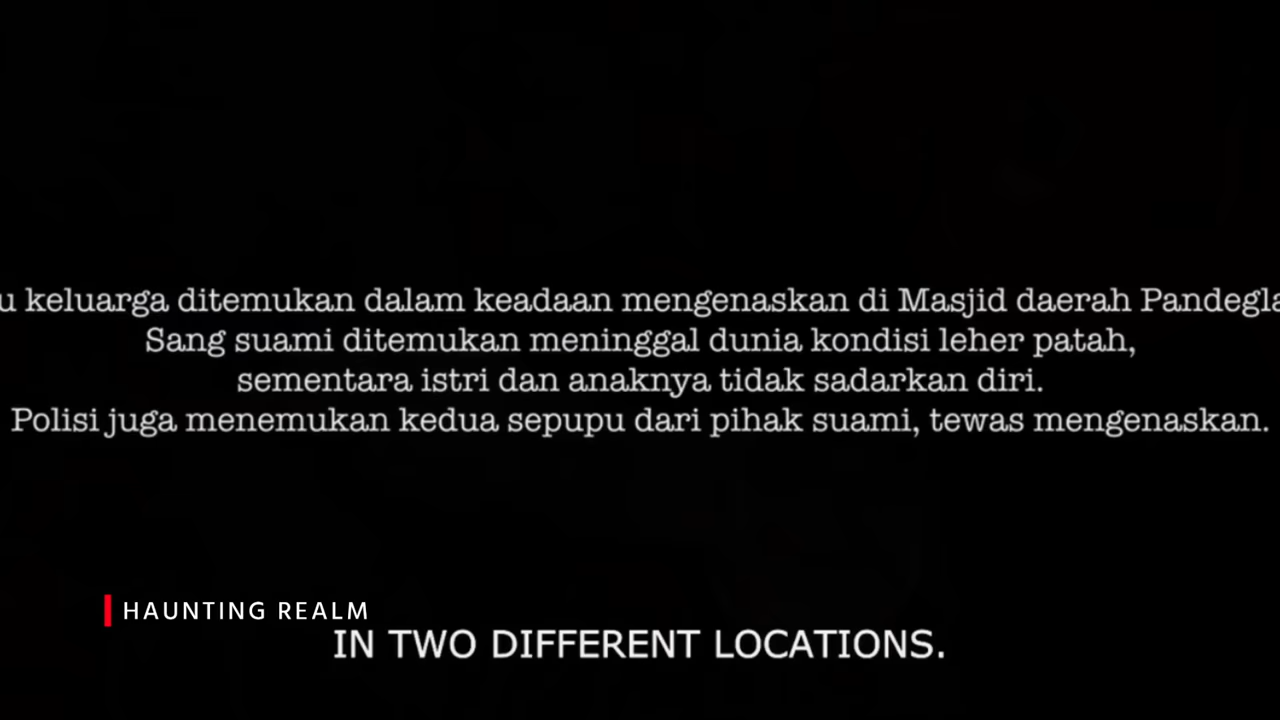 keluarga ditemukan dalam keadaan mengenaskan di Masjid daerah
Sang suami ditemukan meninggal dunia kondisi leher patah,
sementara istri dan anaknya tidak sadarkan diri.
Polisi juga menemukan kedua sepupu dari pihak suami, tewas mengenaskan.
HAUNTING REALM
IN TWO DIFFERENT LOCATIONS.